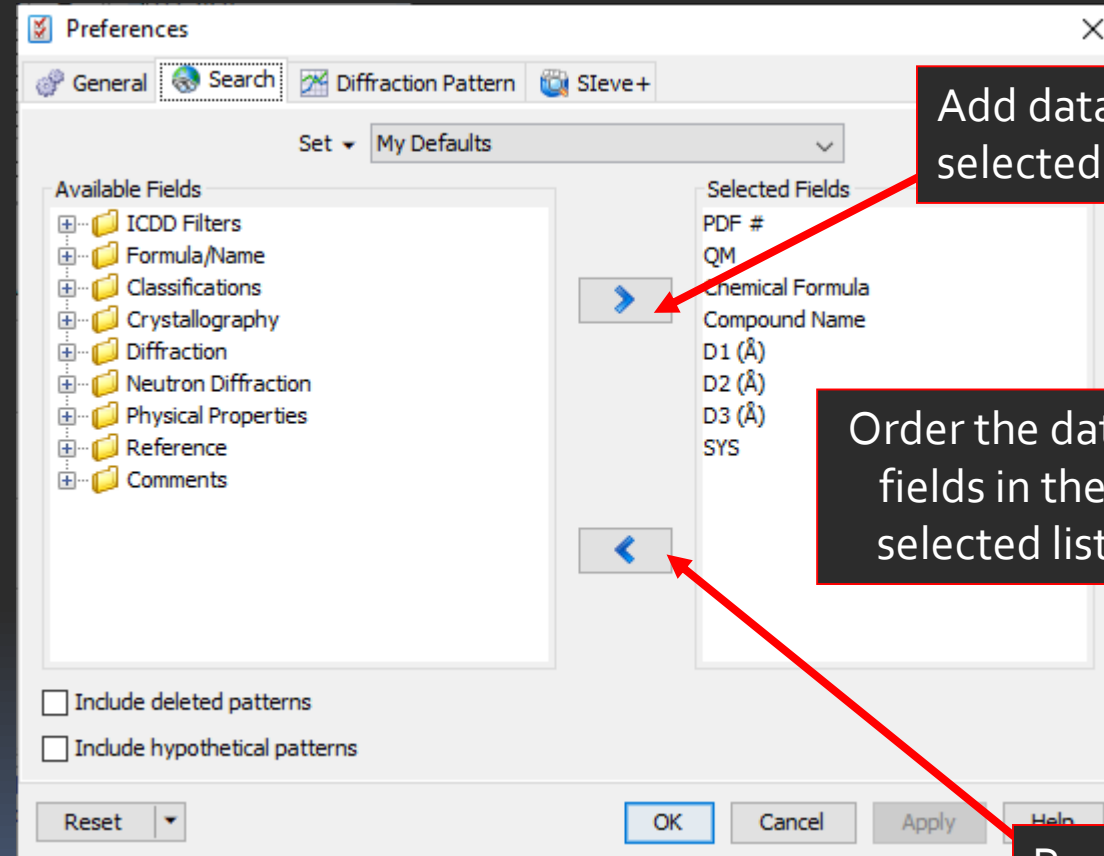 Preferences
General Search Diffraction Pattern SIeve+
Set My Defaults
Add data
selected
Available Fields
ICDD Filters
Formula/Name
Classifications
Crystallography
Diffraction
Neutron Diffraction
Physical Properties
Reference
Comments
Selected Fields
PDF #
QM
Chemical Formula
Compound Name
D1 (Å)
D2 (Å)
D3 (Å)
SYS
Order the dat
fields in the
selected list
Include deleted patterns
Include hypothetical patterns
Reset OK Cancel Apply Help